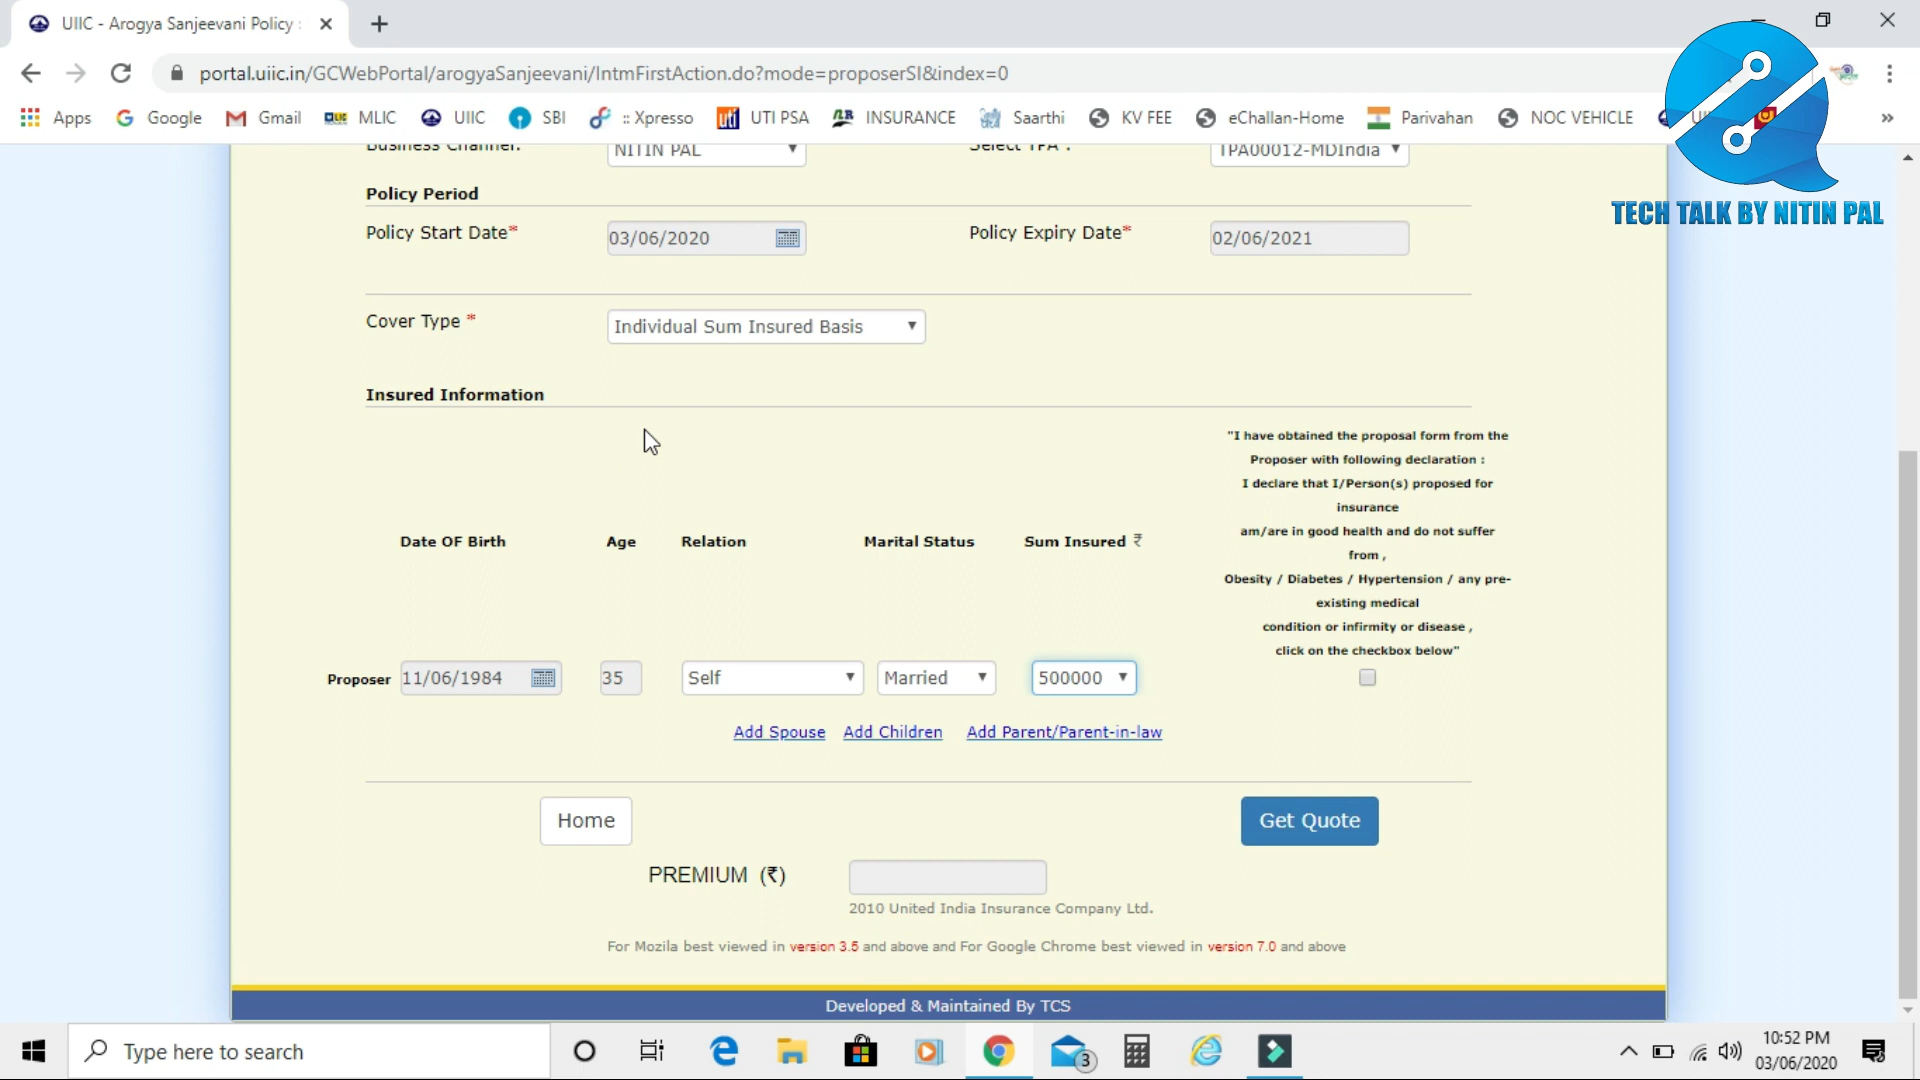 UIIC - Arogya Sanjeevani Policy :
portal.uiic.in/GCWebPortal/arogyaSanjeevani/IntmFirstAction.do?mode=proposerSI&index=0
Apps Google Gmail MLIC UIIC SBI :: Xpresso UTI PSA INSURANCE Saarthi KV FEE eChallan-Home Parivahan NOC VEHICLE
TECH TALK BY NITIN PAL
Business Channel: NITIN PAL Select TPA : TPA00012-MDIndia
Policy Period
Policy Start Date* 03/06/2020 Policy Expiry Date* 02/06/2021
Cover Type * Individual Sum Insured Basis
Insured Information
"I have obtained the proposal form from the
Proposer with following declaration :
I declare that I/Person(s) proposed for
insurance
am/are in good health and do not suffer
from ,
Obesity / Diabetes / Hypertension / any pre-
existing medical
condition or infirmity or disease ,
click on the checkbox below"
Date OF Birth Age Relation Marital Status Sum Insured ₹
Proposer 11/06/1984 35 Self Married 500000
Add Spouse Add Children Add Parent/Parent-in-law
Home Get Quote
PREMIUM (₹)
2010 United India Insurance Company Ltd.
For Mozila best viewed in version 3.5 and above and For Google Chrome best viewed in version 7.0 and above
Developed & Maintained By TCS
Type here to search
3
10:52 PM
03/06/2020